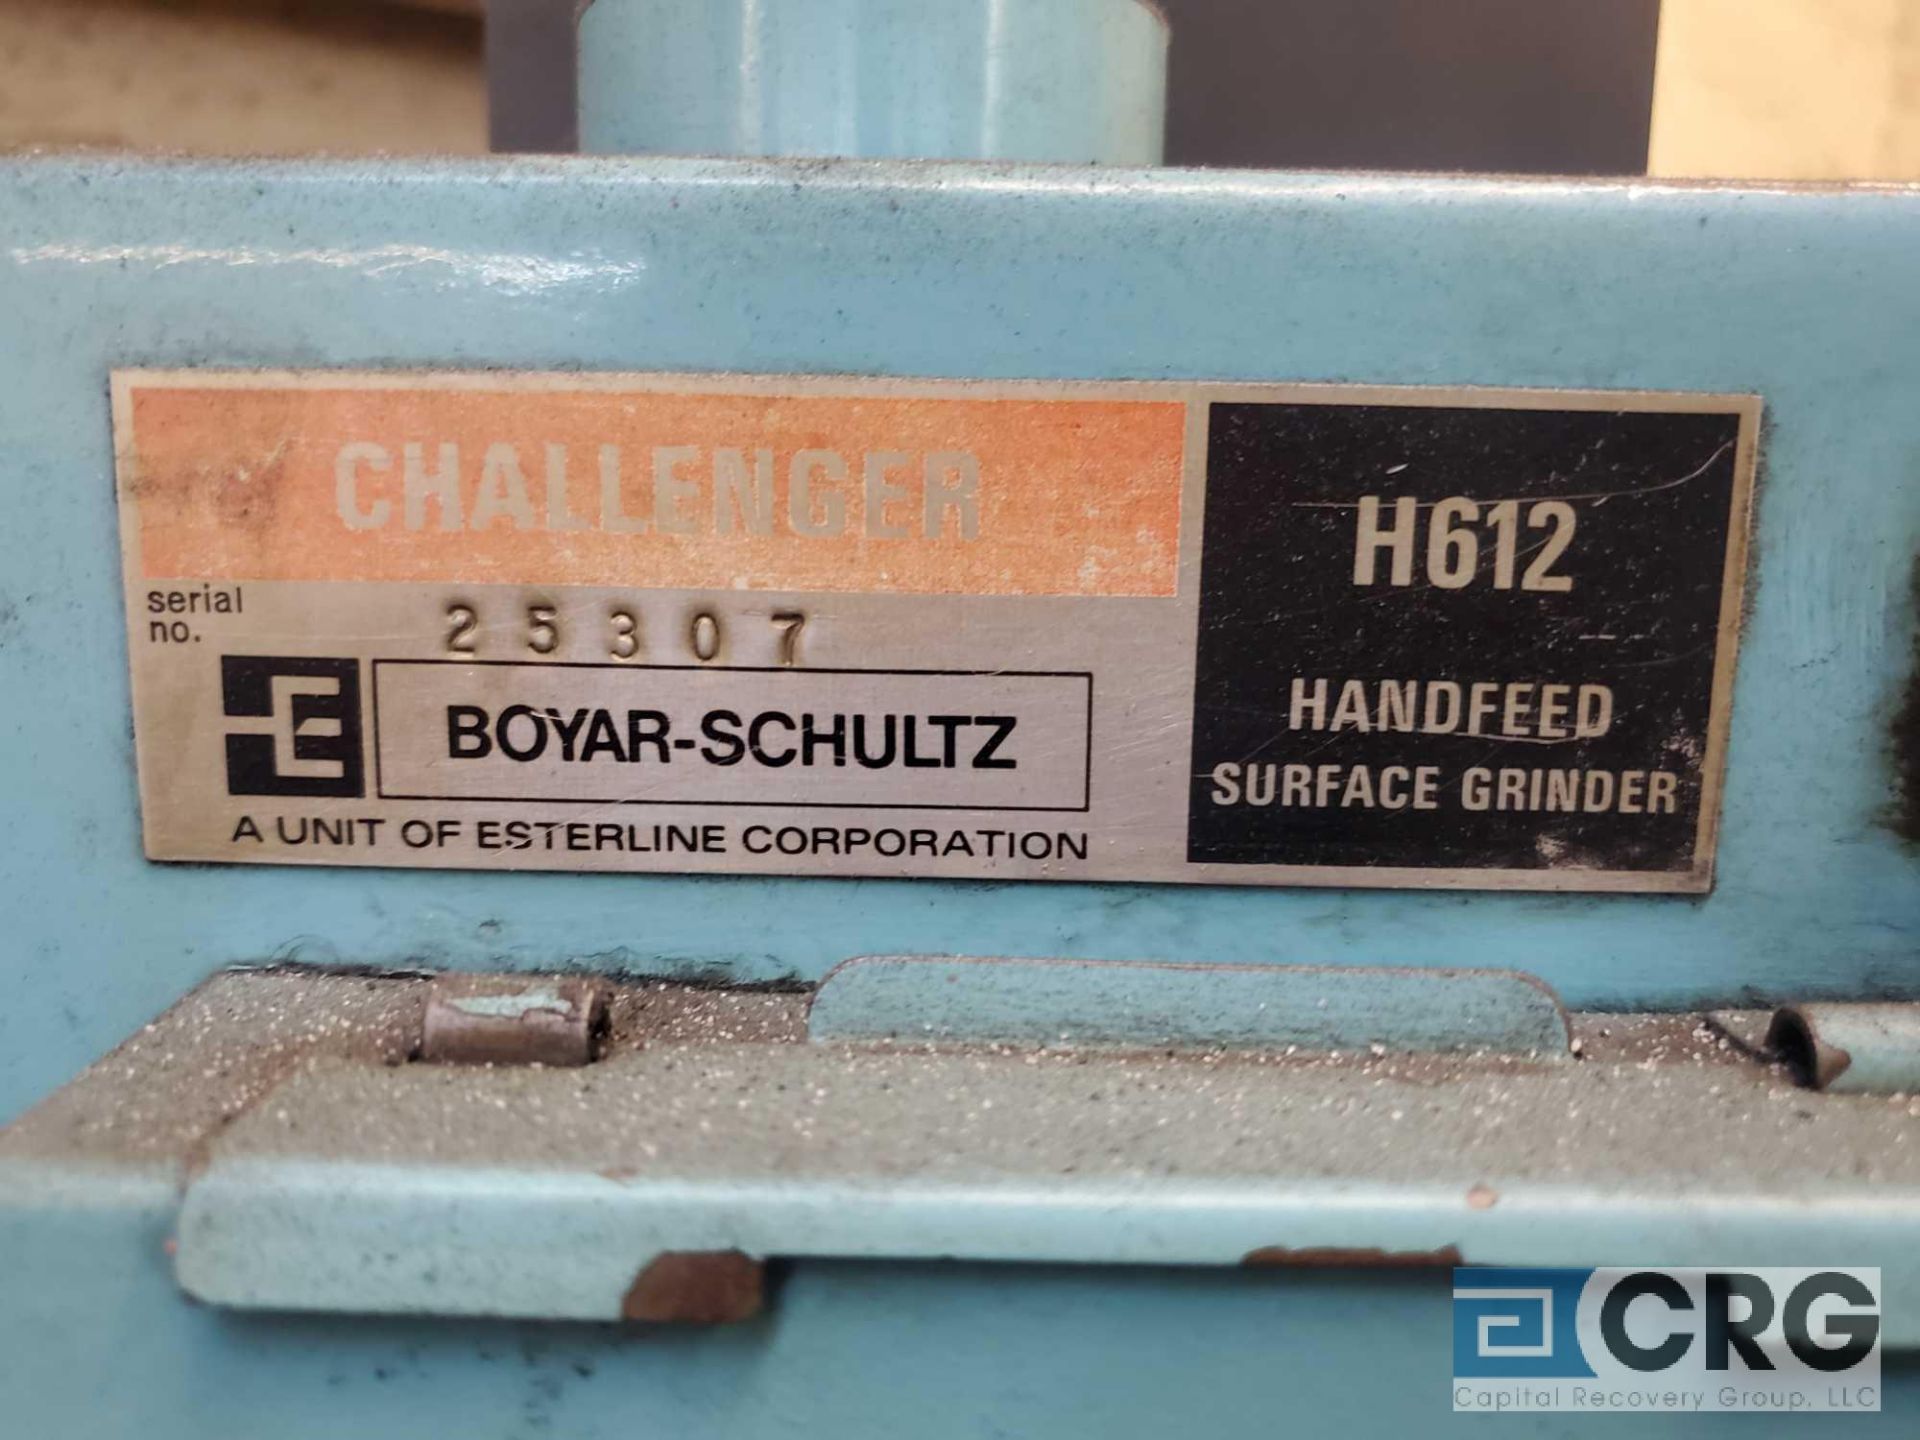 CHALLENGER
serial
no.
25307
E
BOYAR-SCHULTZ
A UNIT OF ESTERLINE CORPORATION
H612
HANDFEED
SURFACE GRINDER
CRG
Capital Recovery Group, LLC